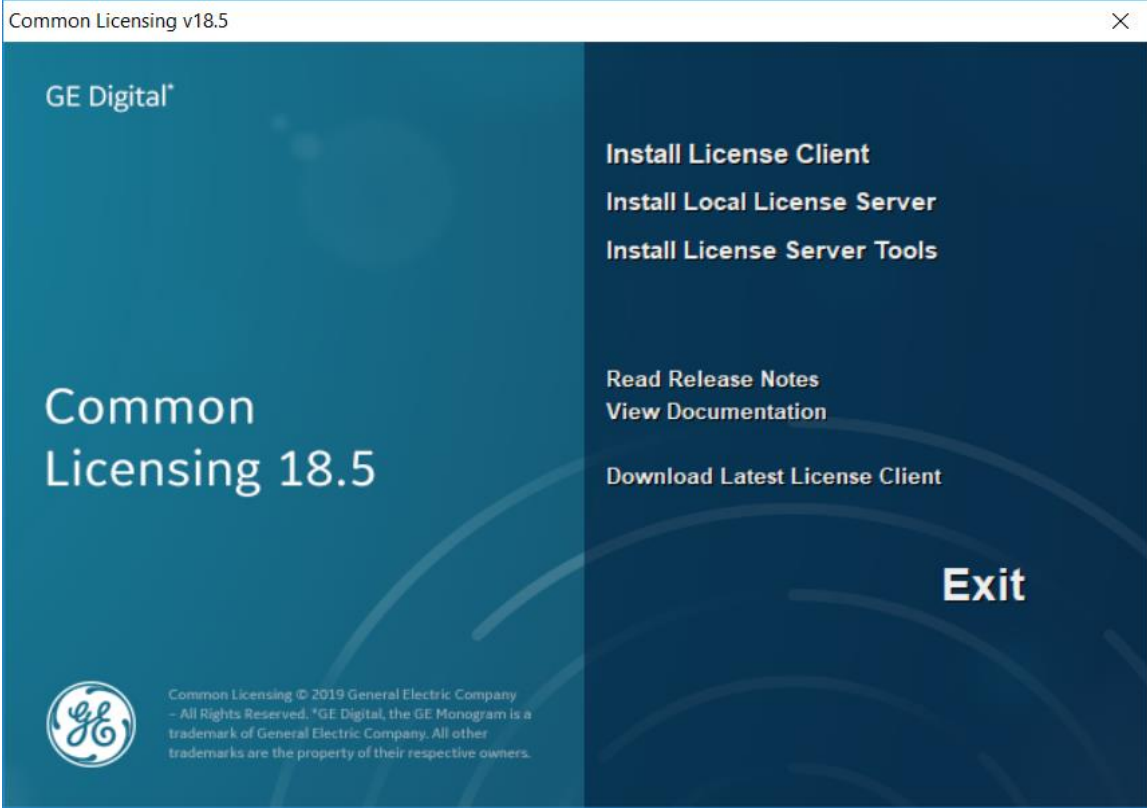 Common Licensing v18.5
GE Digital*
Install License Client
Install Local License Server
Install License Server Tools
Read Release Notes
View Documentation
Download Latest License Client
Common
Licensing 18.5
Exit
GE
Common Licensing © 2019 General Electric Company
– All Rights Reserved. *GE Digital, the GE Monogram is a
trademark of General Electric Company. All other
trademarks are the property of their respective owners.